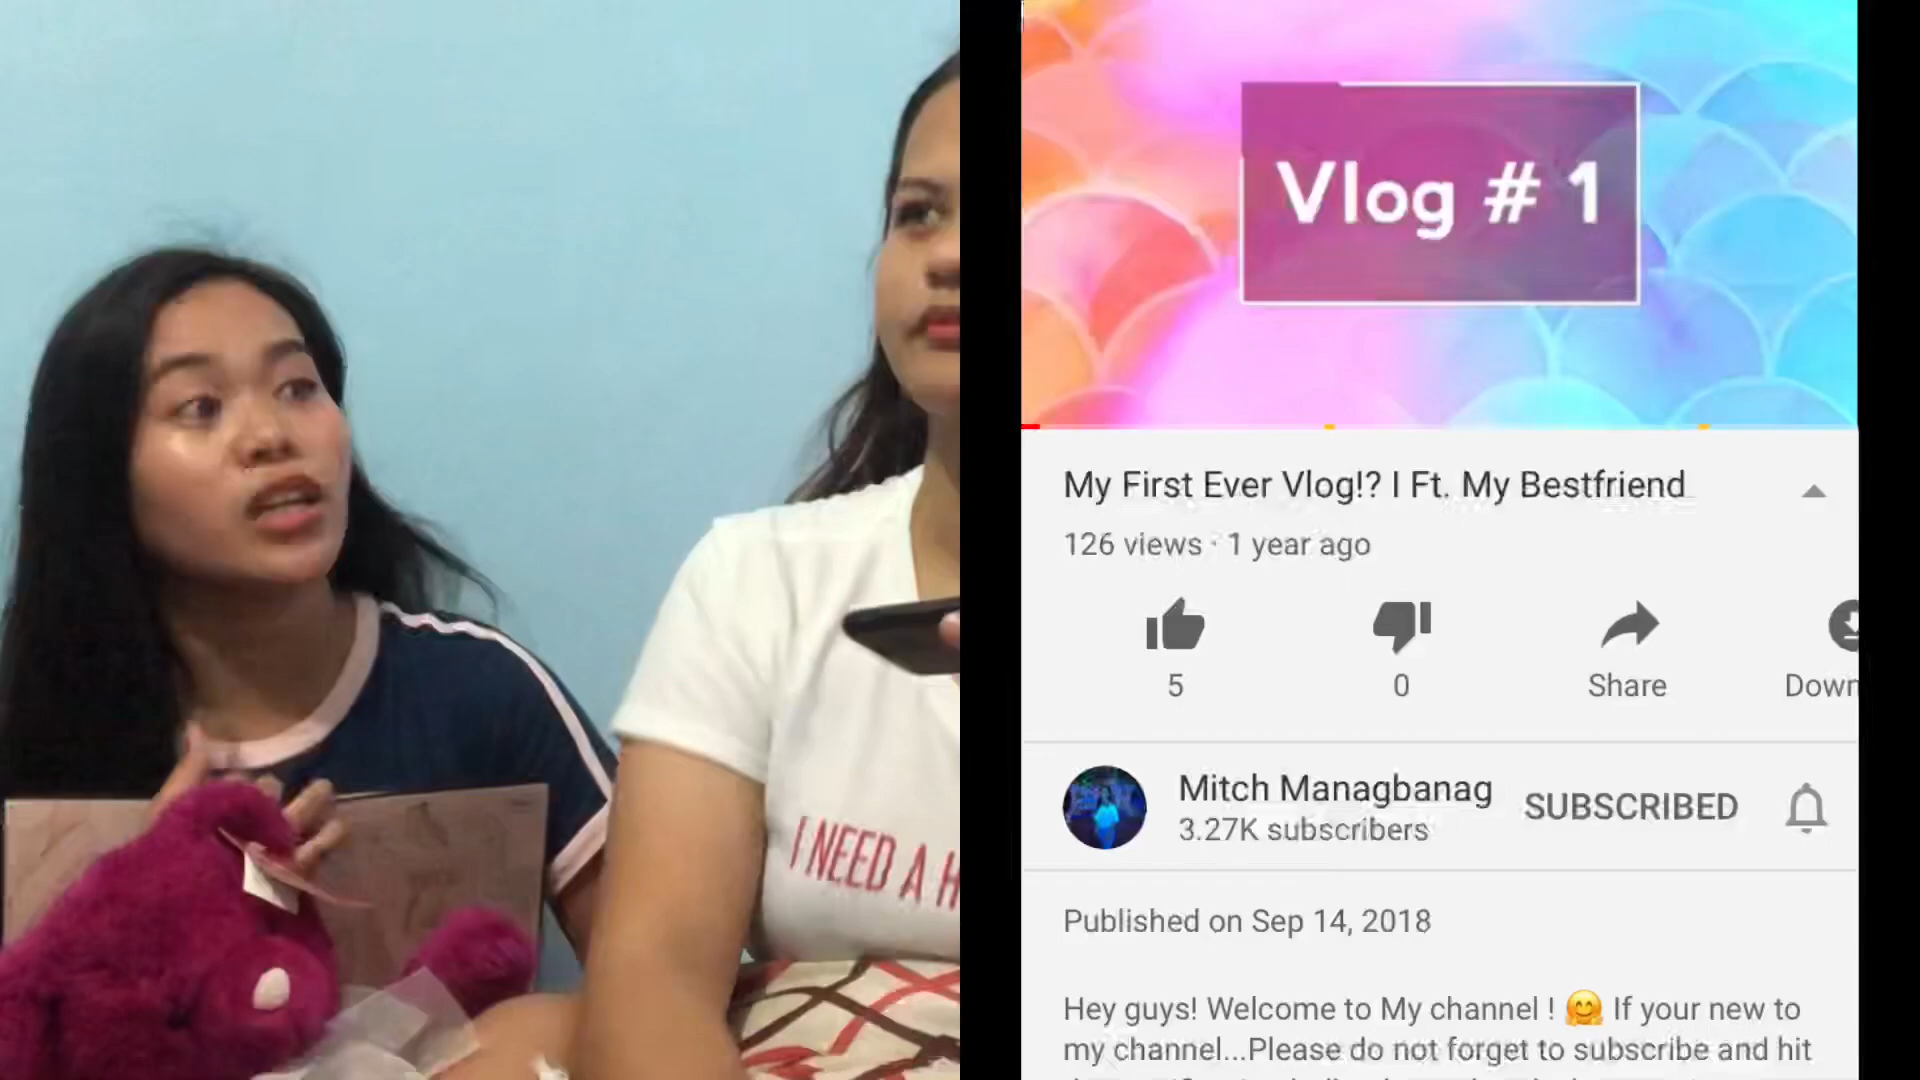 I NEED A H
Vlog # 1
My First Ever Vlog!? I Ft. My Bestfriend
126 views · 1 year ago
5
0
Share
Down
Mitch Managbanag
3.27K subscribers
SUBSCRIBED
Published on Sep 14, 2018
Hey guys! Welcome to My channel ! 🤗 If your new to
my channel...Please do not forget to subscribe and hit